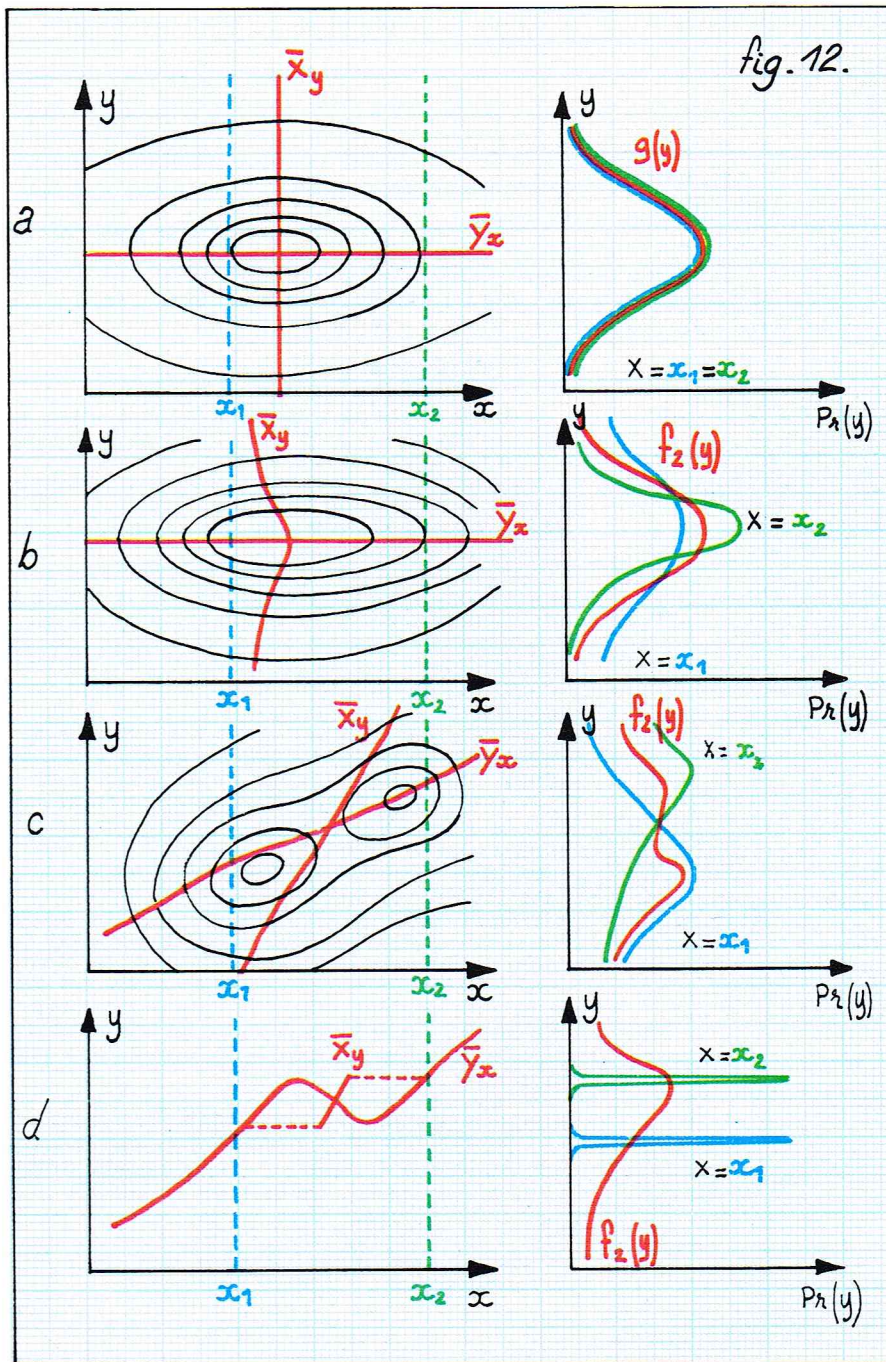 fig. 12.
a
y
X̄y
Ȳx
x₁
x₂
x
y
g(y)
X = x₁ = x₂
Pr(y)
b
y
X̄y
Ȳx
x₁
x₂
x
y
f₂(y)
X = x₂
X = x₁
Pr(y)
c
y
X̄y
Ȳx
x₁
x₂
x
y
f₂(y)
X = x₂
X = x₁
Pr(y)
d
y
X̄y
Ȳx
x₁
x₂
x
y
X = x₂
X = x₁
f₂(y)
Pr(y)